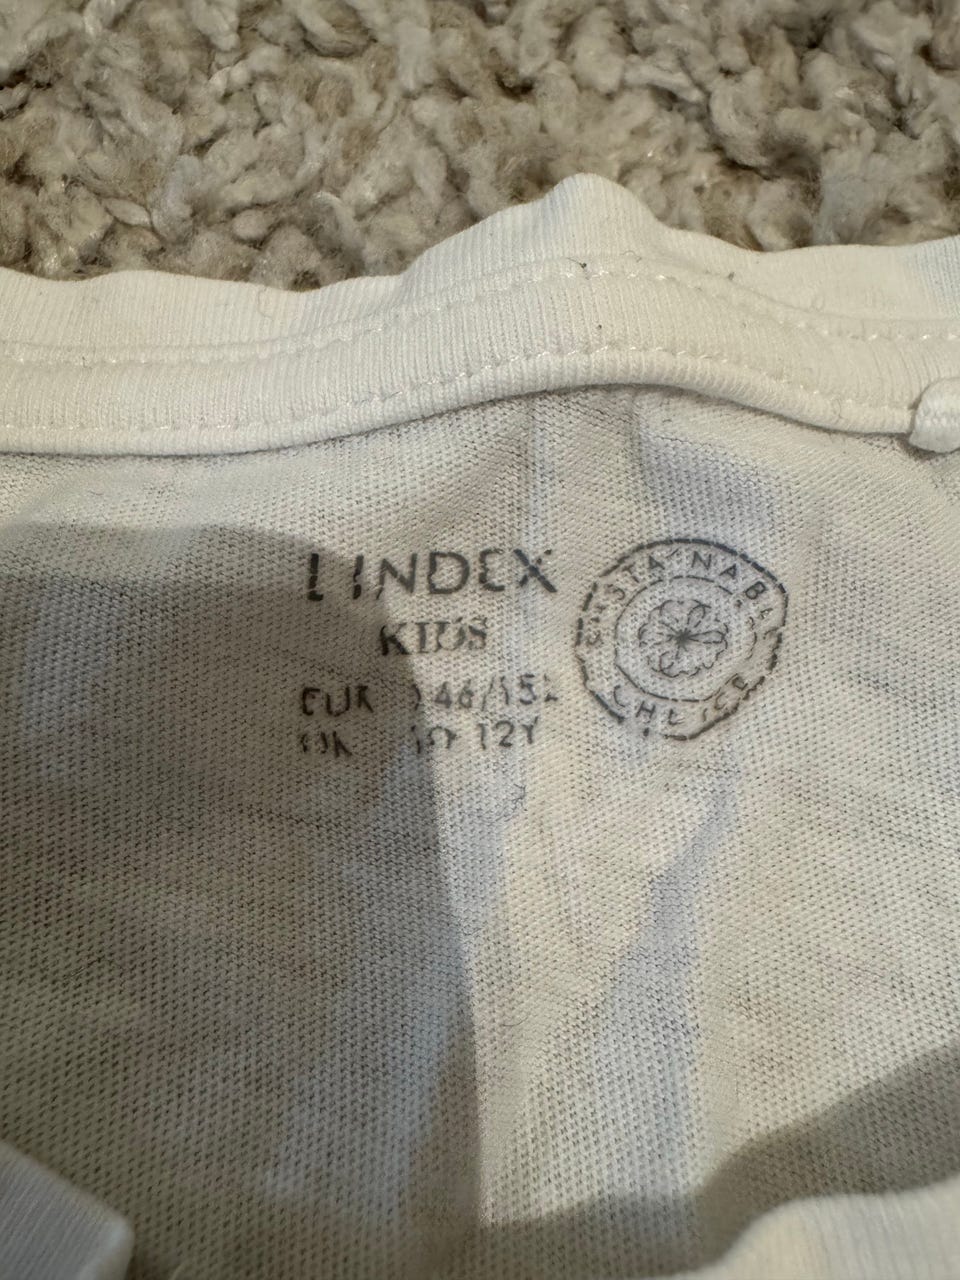 LINDEX
KIDS
EUR 146/152
UK 10-12Y
SUSTAINABLE
CHOICE